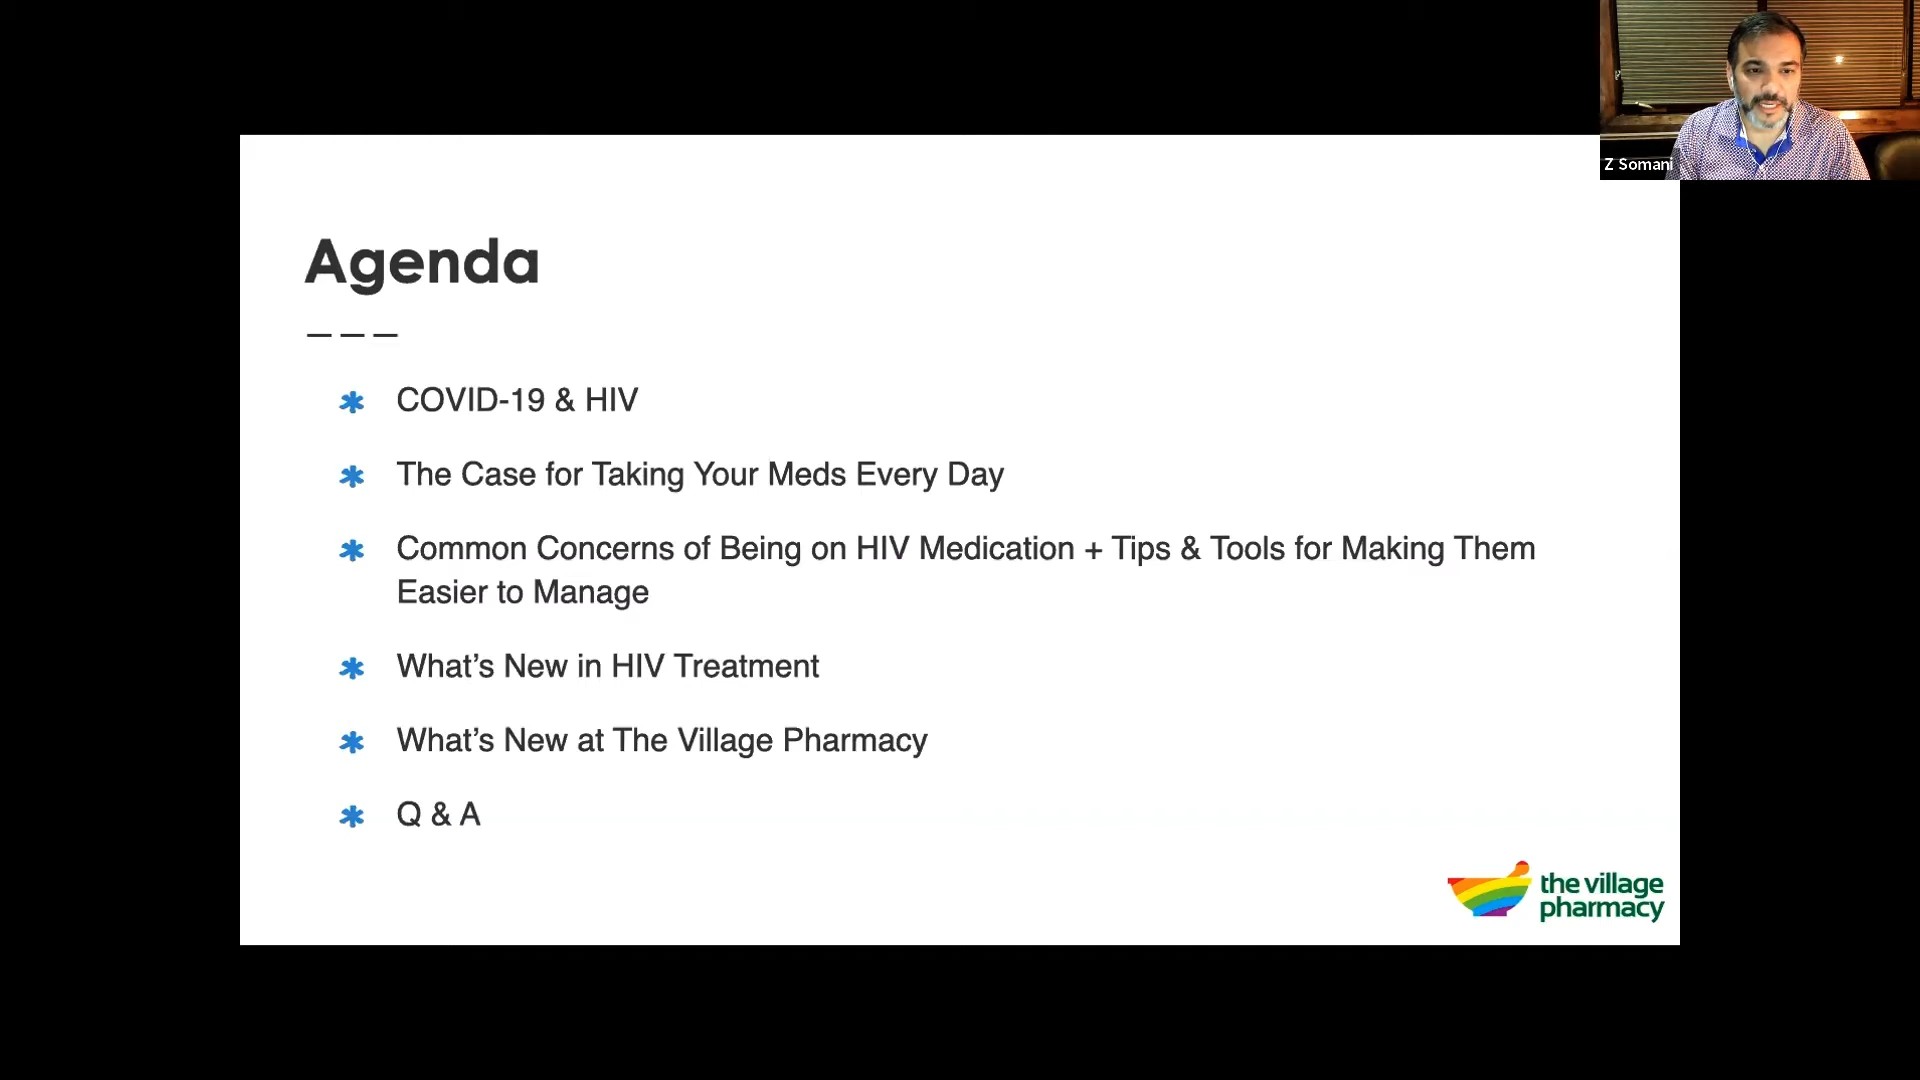 Z Somani
Agenda
COVID-19 & HIV
The Case for Taking Your Meds Every Day
Common Concerns of Being on HIV Medication + Tips & Tools for Making Them
Easier to Manage
What’s New in HIV Treatment
What’s New at The Village Pharmacy
Q & A
the village
pharmacy